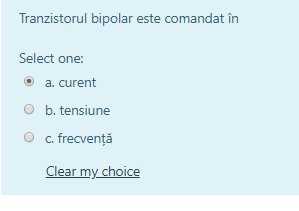 Tranzistorul bipolar este comandat în
Select one:
a. curent
b. tensiune
c. frecvență
Clear my choice